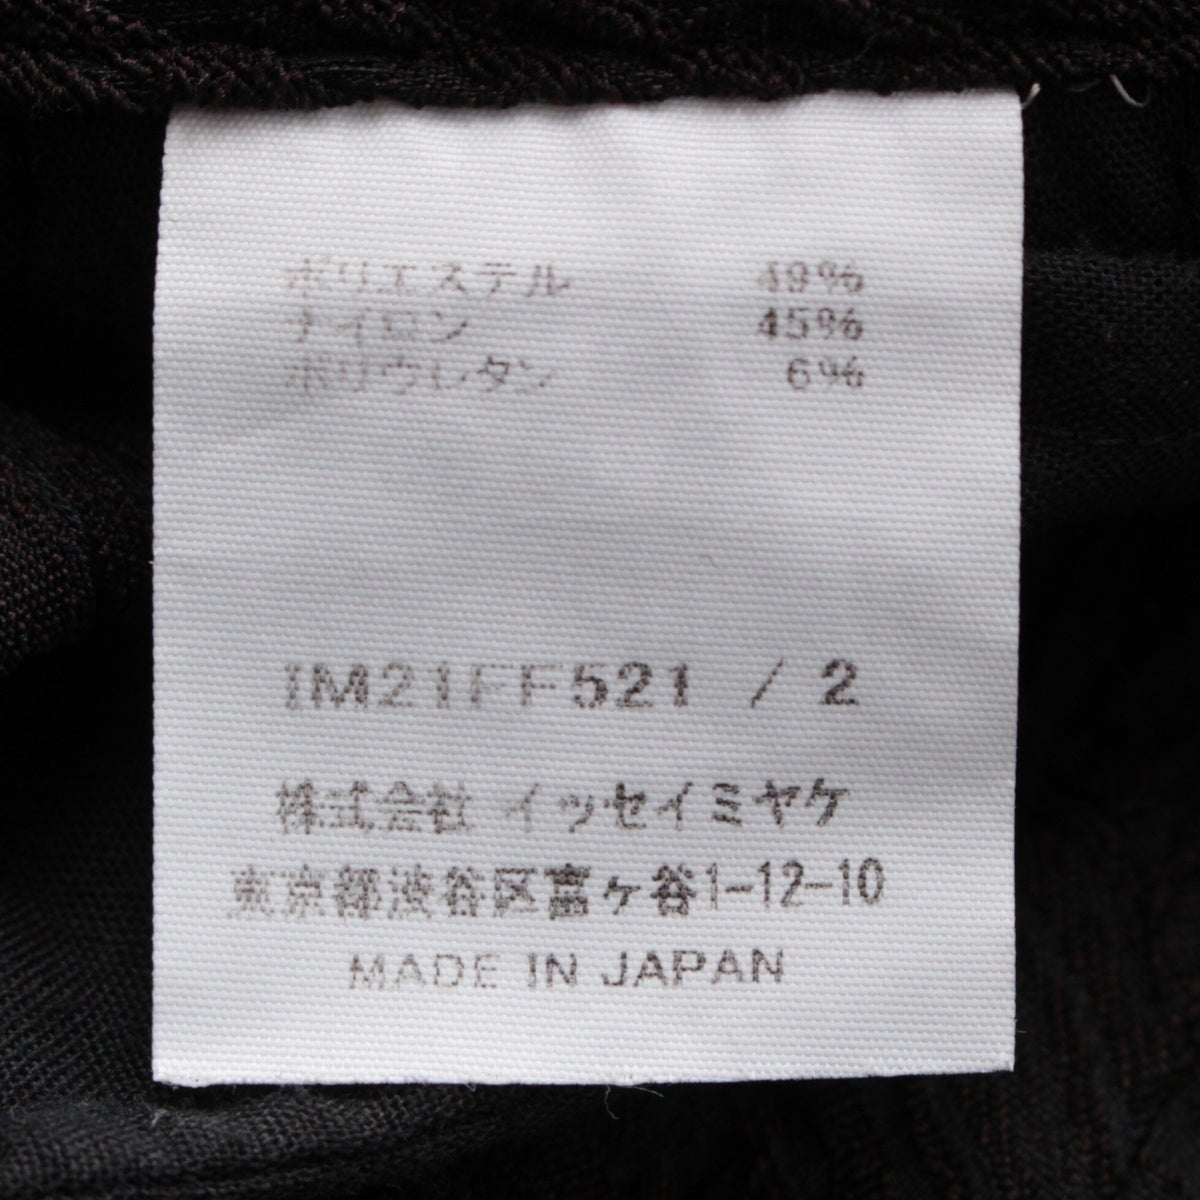 ポリエステル 49%
ナイロン 45%
ポリウレタン 6%
IM21FF521 / 2
株式会社 イッセイミヤケ
東京都渋谷区富ヶ谷1-12-10
MADE IN JAPAN